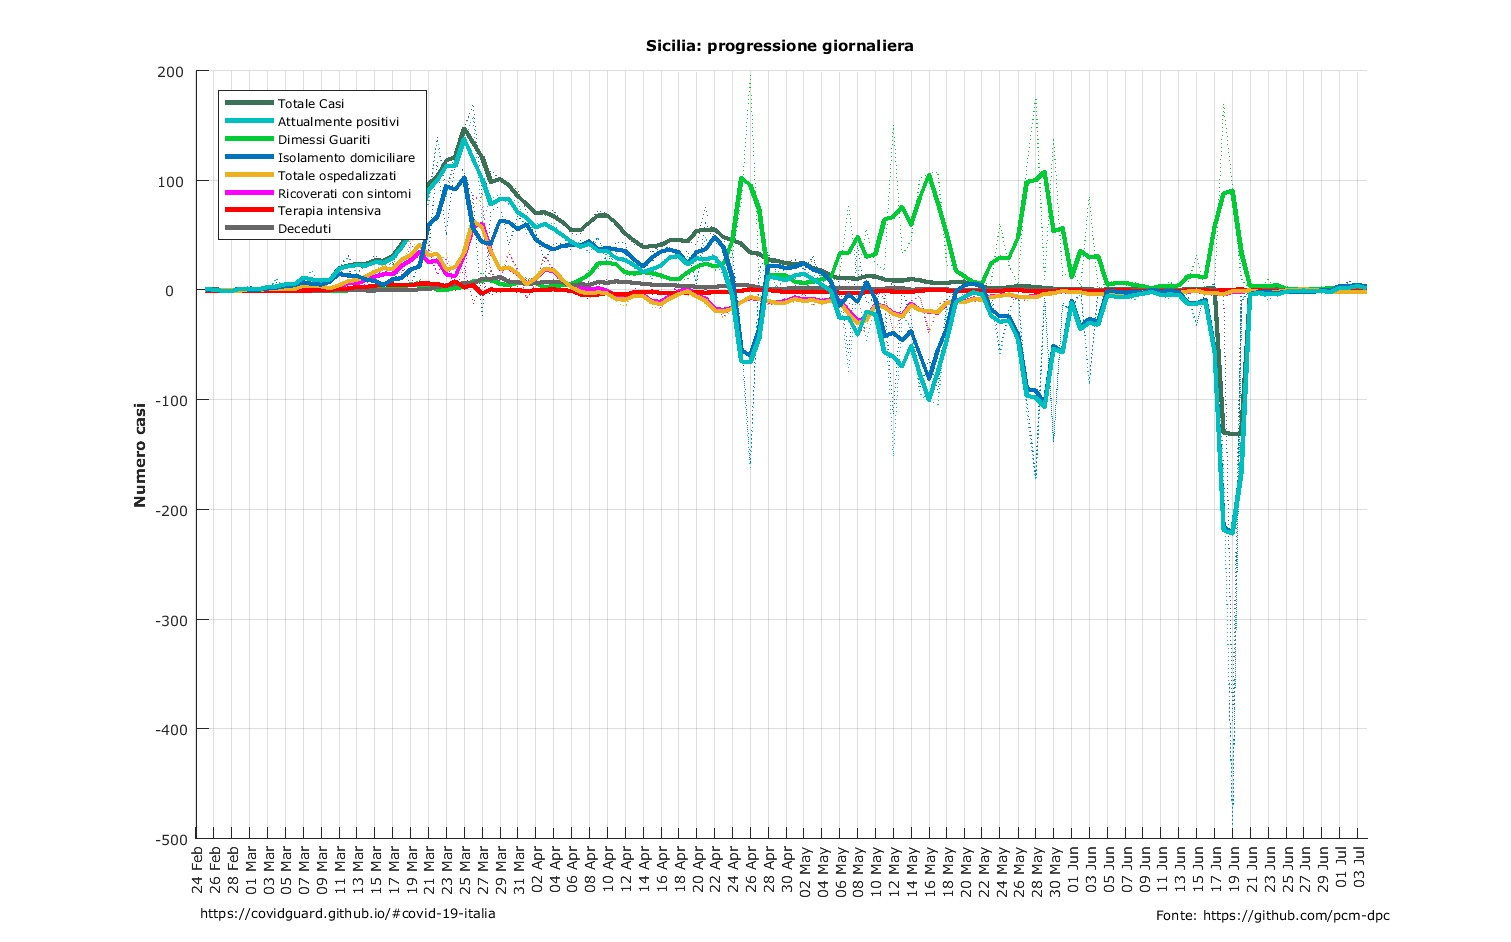 Sicilia: progressione giornaliera
Numero casi
200
100
0
-100
-200
-300
-400
-500
Totale Casi
Attualmente positivi
Dimessi Guariti
Isolamento domiciliare
Totale ospedalizzati
Ricoverati con sintomi
Terapia intensiva
Deceduti
24 Feb
26 Feb
28 Feb
01 Mar
03 Mar
05 Mar
07 Mar
09 Mar
11 Mar
13 Mar
15 Mar
17 Mar
19 Mar
21 Mar
23 Mar
25 Mar
27 Mar
29 Mar
31 Mar
02 Apr
04 Apr
06 Apr
08 Apr
10 Apr
12 Apr
14 Apr
16 Apr
18 Apr
20 Apr
22 Apr
24 Apr
26 Apr
28 Apr
30 Apr
02 May
04 May
06 May
08 May
10 May
12 May
14 May
16 May
18 May
20 May
22 May
24 May
26 May
28 May
30 May
01 Jun
03 Jun
05 Jun
07 Jun
09 Jun
11 Jun
13 Jun
15 Jun
17 Jun
19 Jun
21 Jun
23 Jun
25 Jun
27 Jun
29 Jun
01 Jul
03 Jul
https://covidguard.github.io/#covid-19-italia
Fonte: https://github.com/pcm-dpc